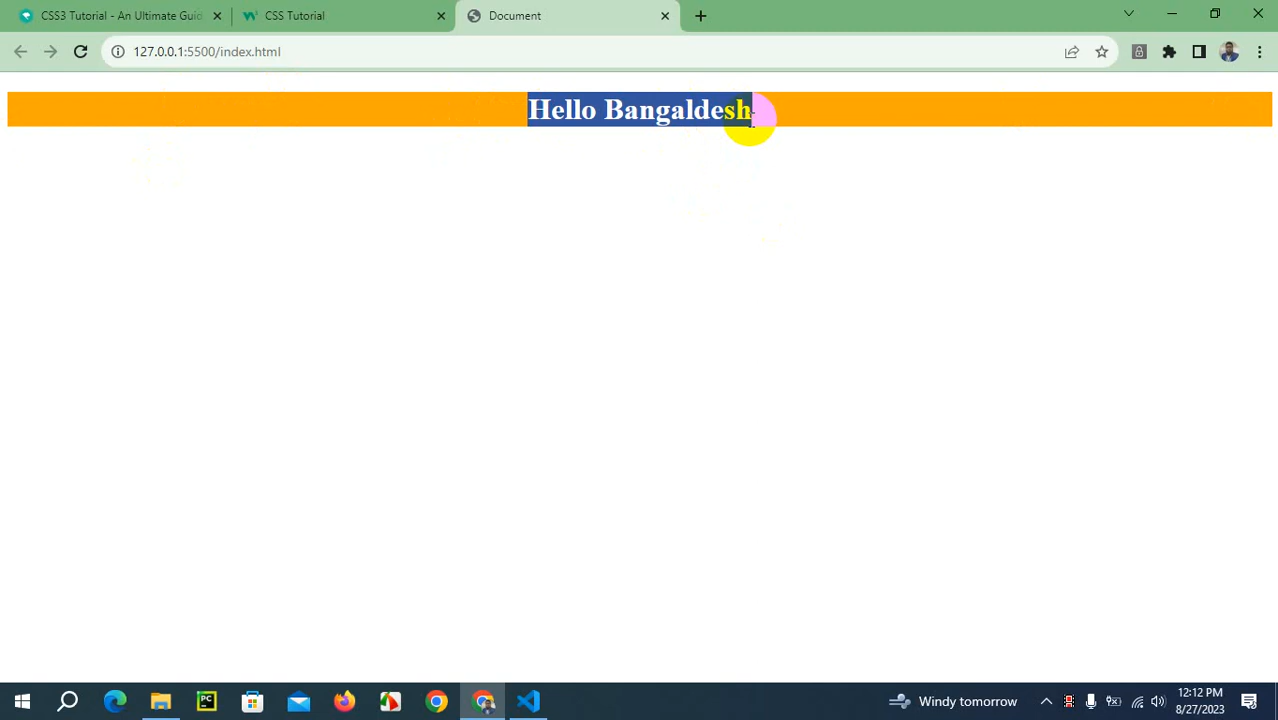 CSS3 Tutorial - An Ultimate Guid
CSS Tutorial
Document
127.0.0.1:5500/index.html
Hello Bangaldesh
PC
Windy tomorrow
12:12 PM
8/27/2023